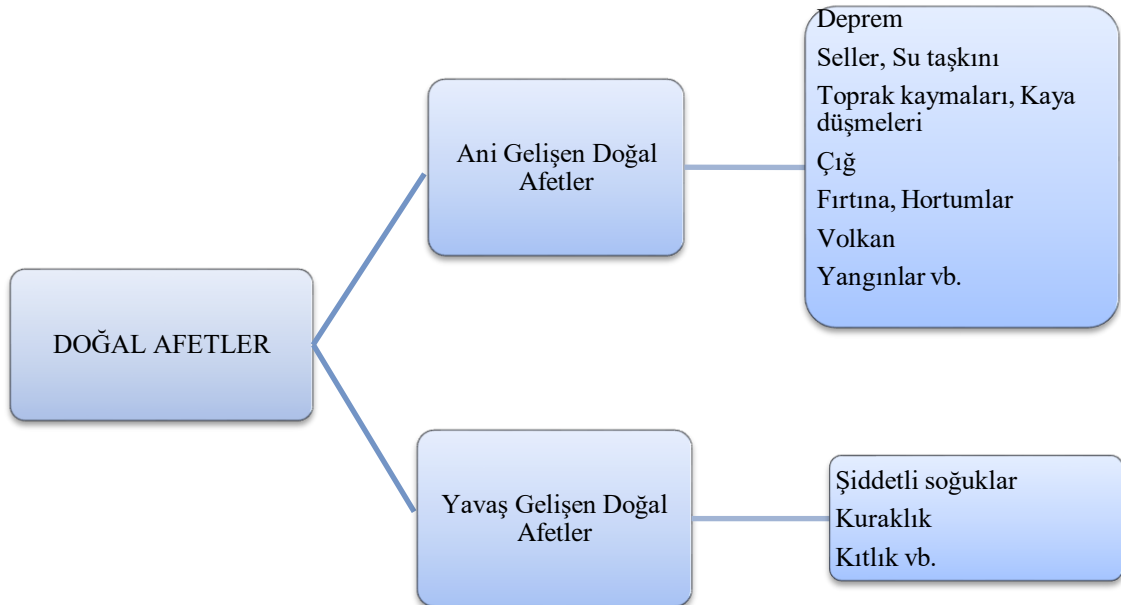 DOĞAL AFETLER
Ani Gelişen Doğal
Afetler
Deprem
Seller, Su taşkını
Toprak kaymaları, Kaya
düşmeleri
Çığ
Fırtına, Hortumlar
Volkan
Yangınlar vb.
Yavaş Gelişen Doğal
Afetler
Şiddetli soğuklar
Kuraklık
Kıtlık vb.